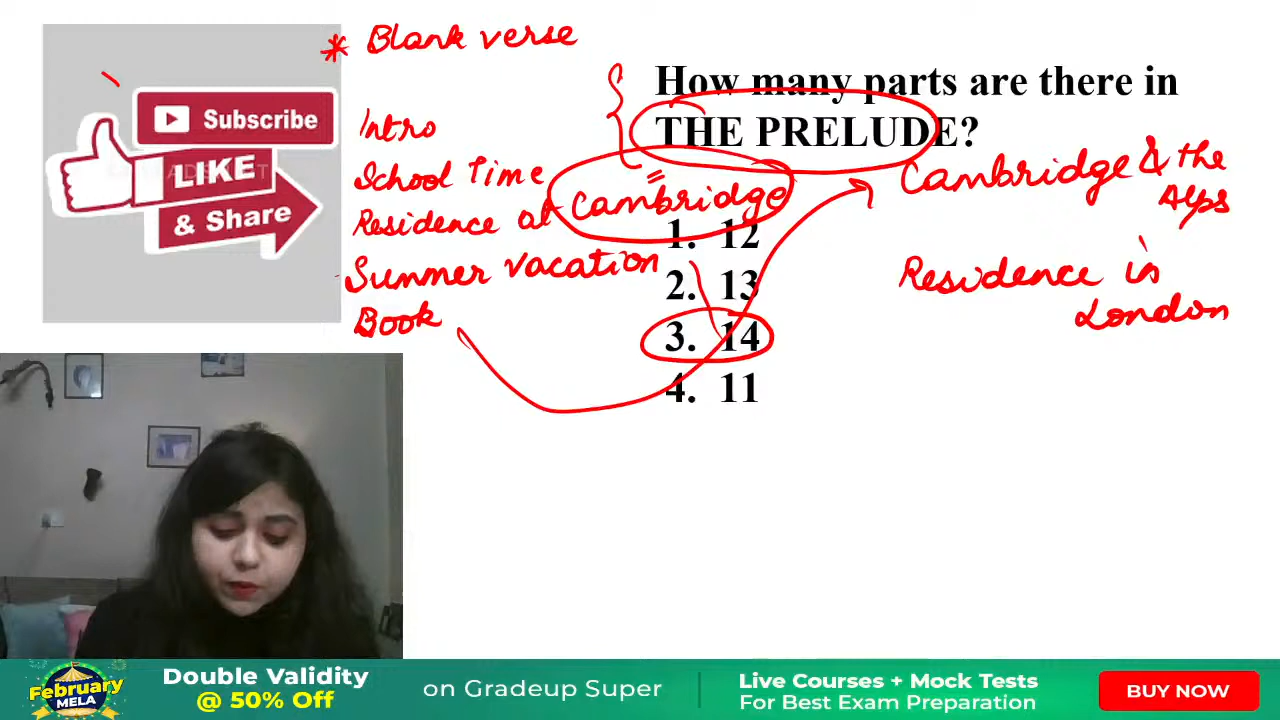 * Blank verse
Intro
School Time
Residence at Cambridge
Summer vacation
Book
Subscribe
LIKE
& Share
How many parts are there in
THE PRELUDE?
1. 12
2. 13
3. 14
4. 11
Cambridge & the
Alps
Residence in
London
February
MELA
Double Validity
@ 50% Off
on Gradeup Super
Live Courses + Mock Tests
For Best Exam Preparation
BUY NOW